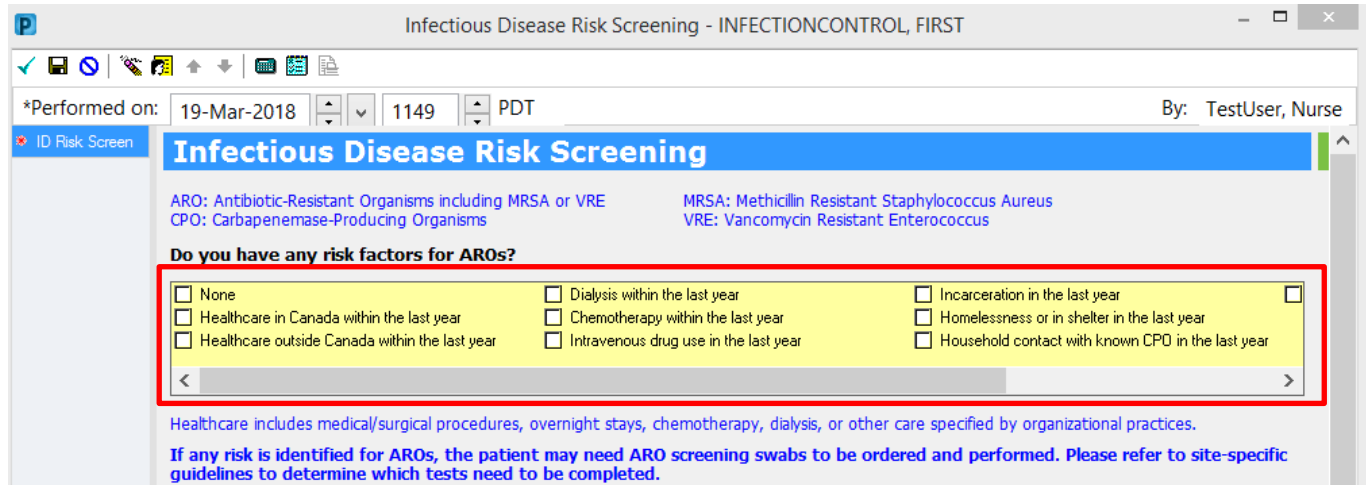 P Infectious Disease Risk Screening - INFECTIONCONTROL, FIRST
*Performed on: 19-Mar-2018 1149 PDT By: TestUser, Nurse
ID Risk Screen
Infectious Disease Risk Screening
ARO: Antibiotic-Resistant Organisms including MRSA or VRE MRSA: Methicillin Resistant Staphylococcus Aureus
CPO: Carbapenemase-Producing Organisms VRE: Vancomycin Resistant Enterococcus
Do you have any risk factors for AROs?
None Dialysis within the last year Incarceration in the last year
Healthcare in Canada within the last year Chemotherapy within the last year Homelessness or in shelter in the last year
Healthcare outside Canada within the last year Intravenous drug use in the last year Household contact with known CPO in the last year
Healthcare includes medical/surgical procedures, overnight stays, chemotherapy, dialysis, or other care specified by organizational practices.
If any risk is identified for AROs, the patient may need ARO screening swabs to be ordered and performed. Please refer to site-specific
guidelines to determine which tests need to be completed.